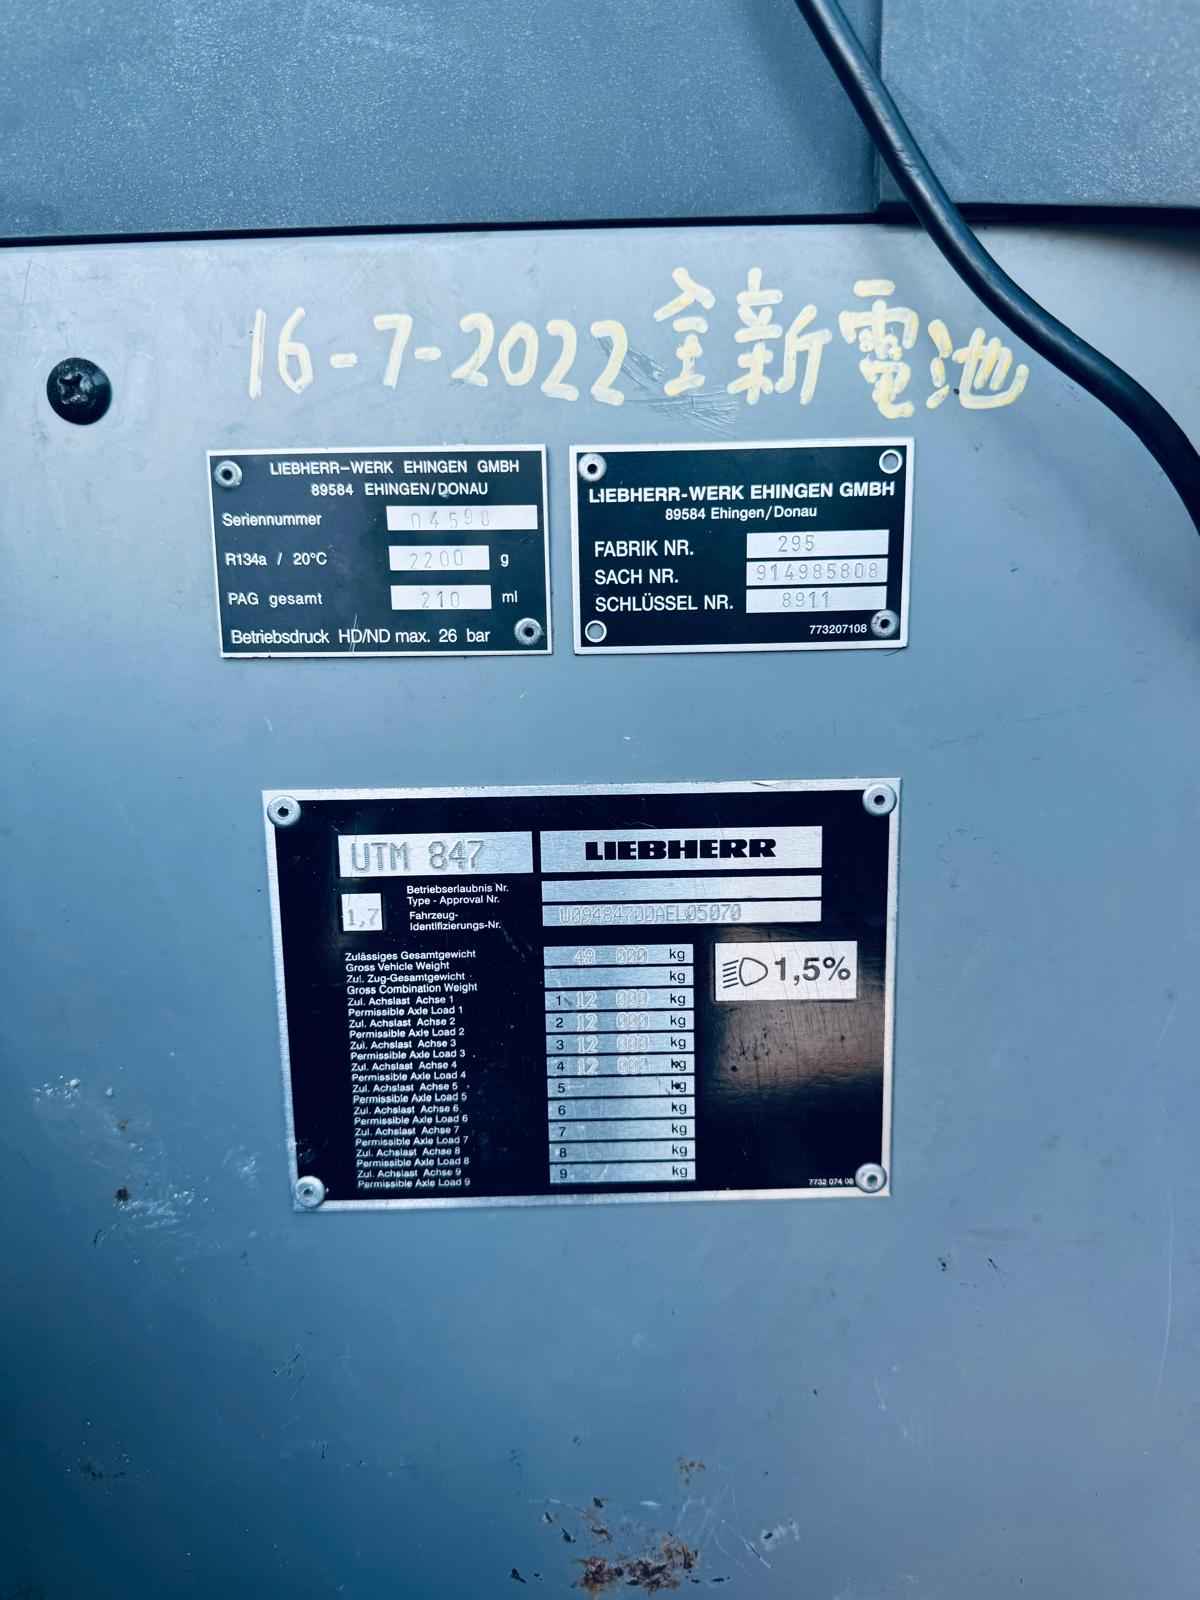 16-7-2022 全新電池
LIEBHERR-WERK EHINGEN GMBH
89584 EHINGEN/DONAU
Seriennummer 04590
R134a / 20°C 2200 g
PAG gesamt 210 ml
Betriebsdruck HD/ND max. 26 bar
LIEBHERR-WERK EHINGEN GMBH
89584 Ehingen/Donau
FABRIK NR. 295
SACH NR. 914985808
SCHLÜSSEL NR. 8911
773207108
UTM 847 LIEBHERR
Betriebserlaubnis Nr.
Type - Approval Nr.
1,7
Fahrzeug-
Identifizierungs-Nr.
Zulässiges Gesamtgewicht
Gross Vehicle Weight
kg
Zul. Zug-Gesamtgewicht
Gross Combination Weight
kg
Zul. Achslast Achse 1
Permissible Axle Load 1
1 12 000 kg
Zul. Achslast Achse 2
Permissible Axle Load 2
2 12 000 kg
Zul. Achslast Achse 3
Permissible Axle Load 3
3 12 000 kg
Zul. Achslast Achse 4
Permissible Axle Load 4
4 12 000 kg
Zul. Achslast Achse 5
Permissible Axle Load 5
5 kg
Zul. Achslast Achse 6
Permissible Axle Load 6
6 kg
Zul. Achslast Achse 7
Permissible Axle Load 7
7 kg
Zul. Achslast Achse 8
Permissible Axle Load 8
8 kg
Zul. Achslast Achse 9
Permissible Axle Load 9
9 kg
1,5%
7732 074 08